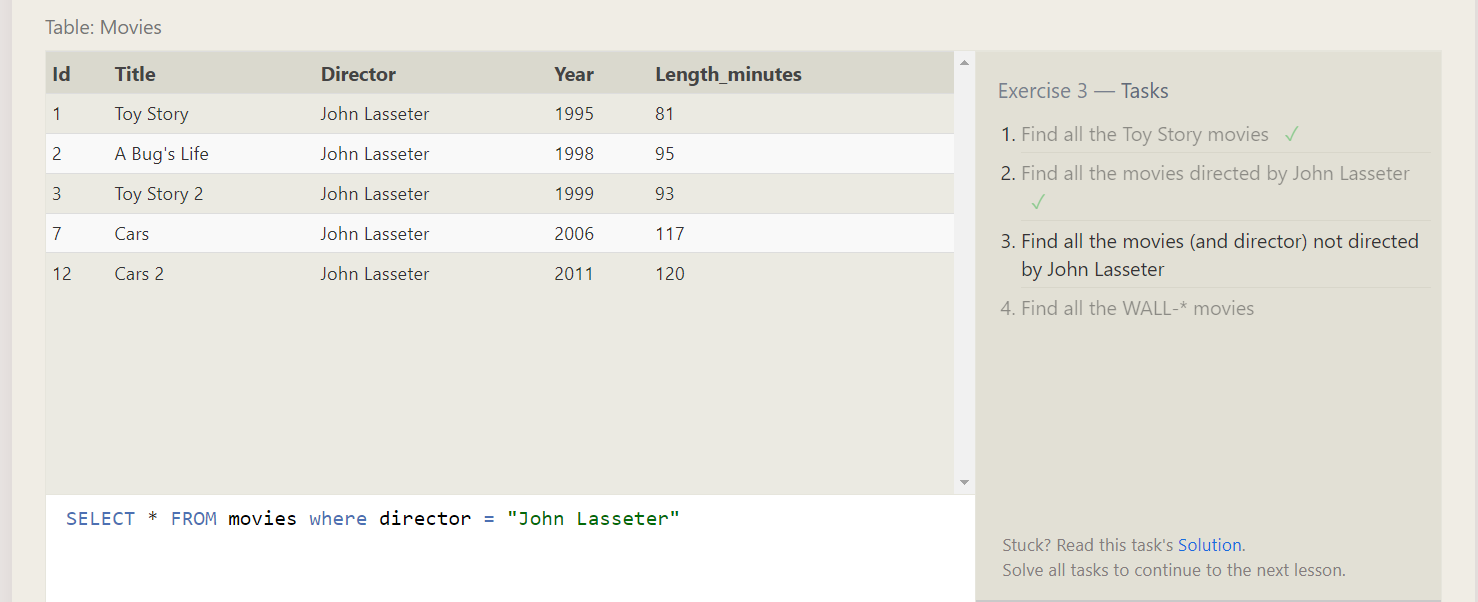 Table: Movies
Id Title Director Year Length_minutes
1 Toy Story John Lasseter 1995 81
2 A Bug's Life John Lasseter 1998 95
3 Toy Story 2 John Lasseter 1999 93
7 Cars John Lasseter 2006 117
12 Cars 2 John Lasseter 2011 120
SELECT * FROM movies where director = "John Lasseter"
Exercise 3 — Tasks
1. Find all the Toy Story movies ✓
2. Find all the movies directed by John Lasseter
✓
3. Find all the movies (and director) not directed
by John Lasseter
4. Find all the WALL-* movies
Stuck? Read this task's Solution.
Solve all tasks to continue to the next lesson.